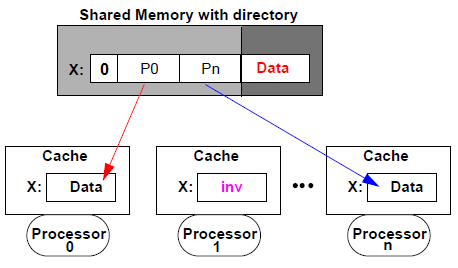 Shared Memory with directory
X: 0 P0 Pn Data
Cache Cache Cache
X: Data X: inv ••• X: Data
Processor Processor Processor
0 1 n